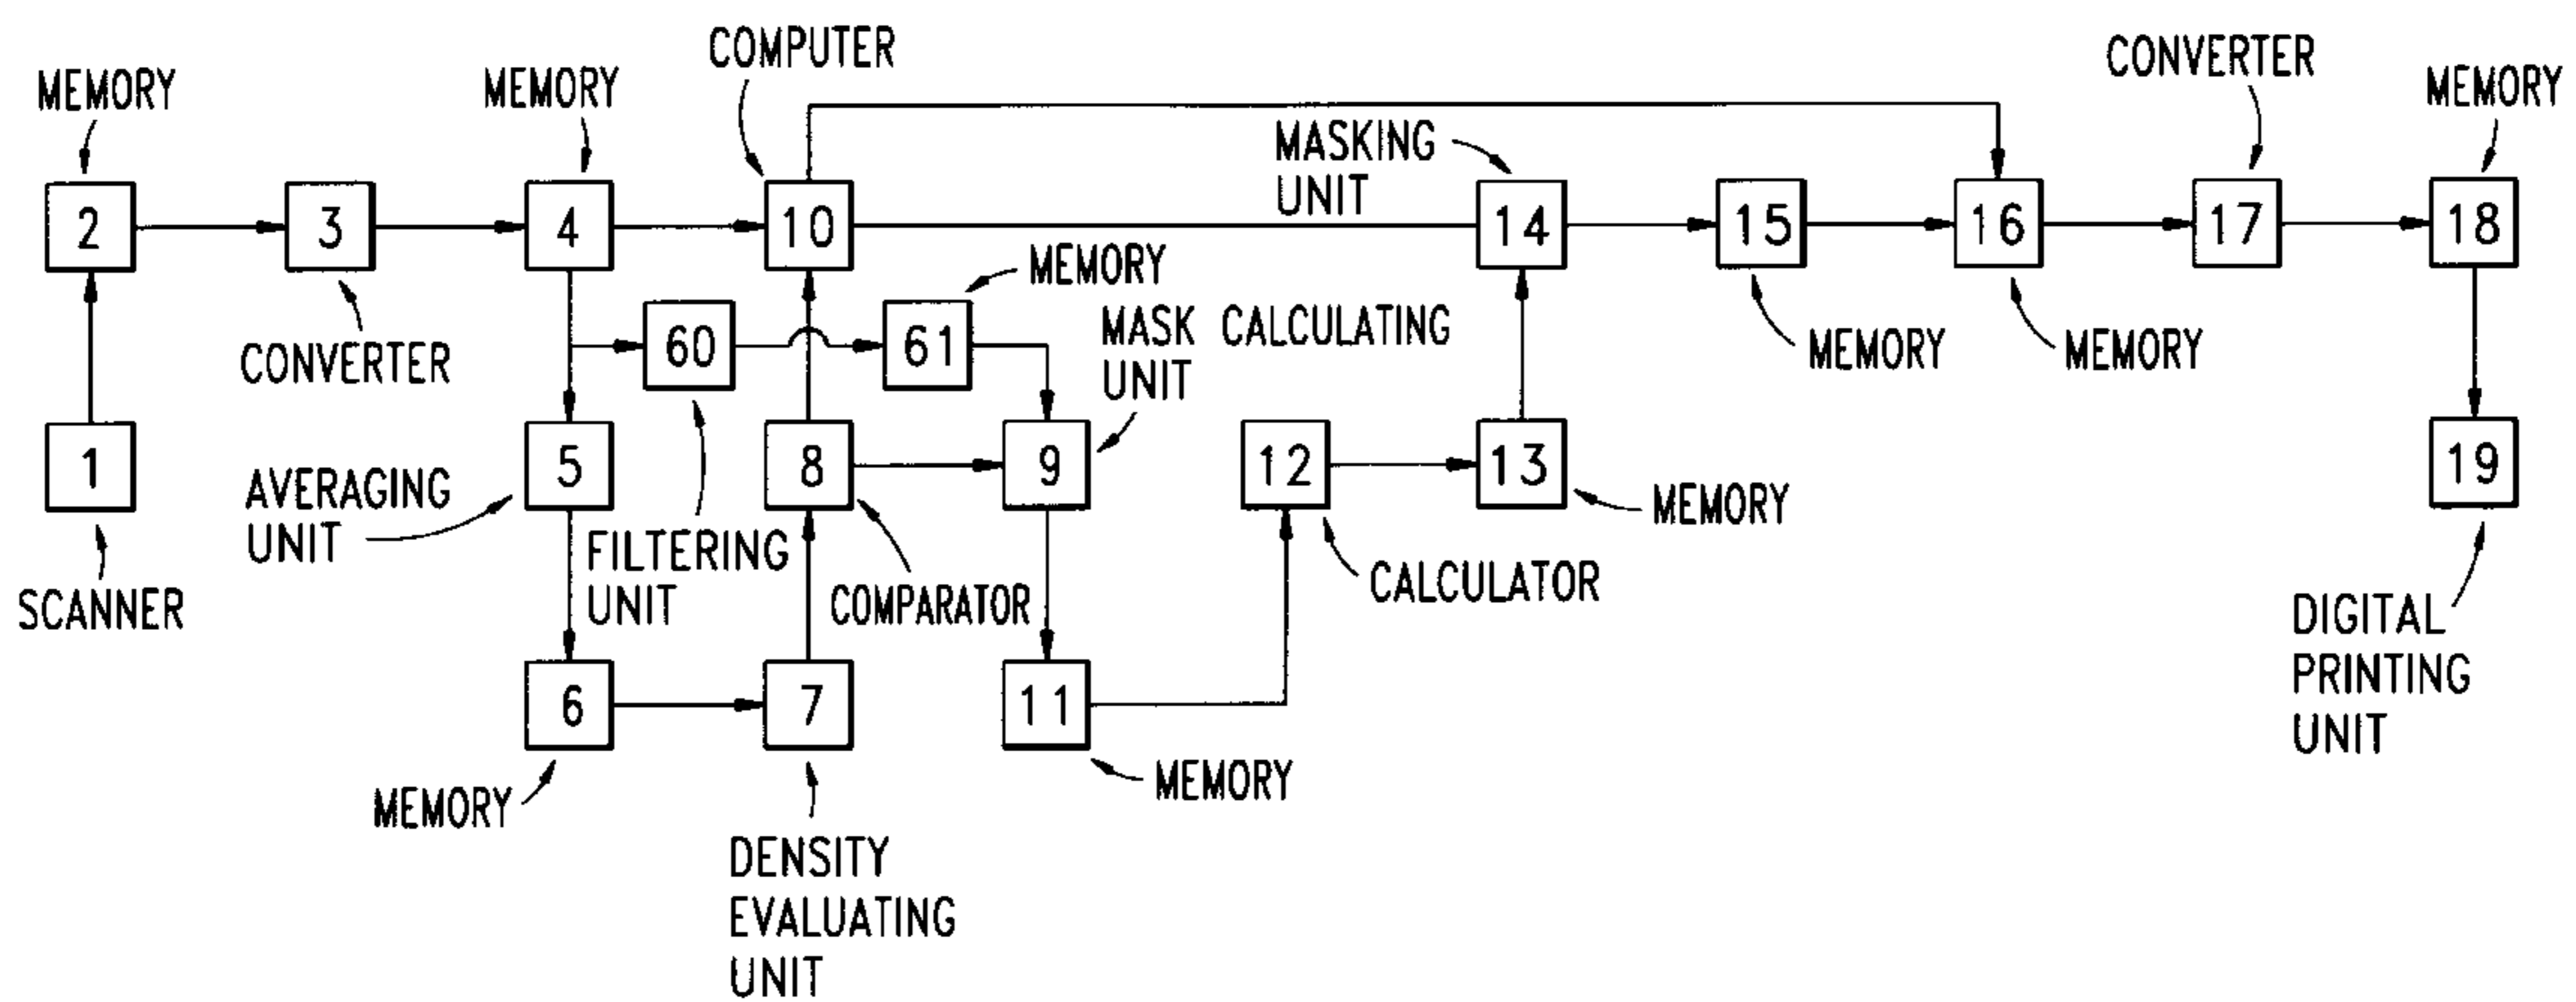 COMPUTER
CONVERTER
MEMORY
MEMORY
MEMORY
MASKING
UNIT
2
3
4
10
14
15
16
17
18
MEMORY
60
61
MASK CALCULATING
UNIT
CONVERTER
MEMORY
MEMORY
1
5
8
9
12
13
19
AVERAGING
UNIT
MEMORY
FILTERING
UNIT
SCANNER
COMPARATOR
CALCULATOR
DIGITAL
PRINTING
UNIT
6
7
11
MEMORY
MEMORY
DENSITY
EVALUATING
UNIT